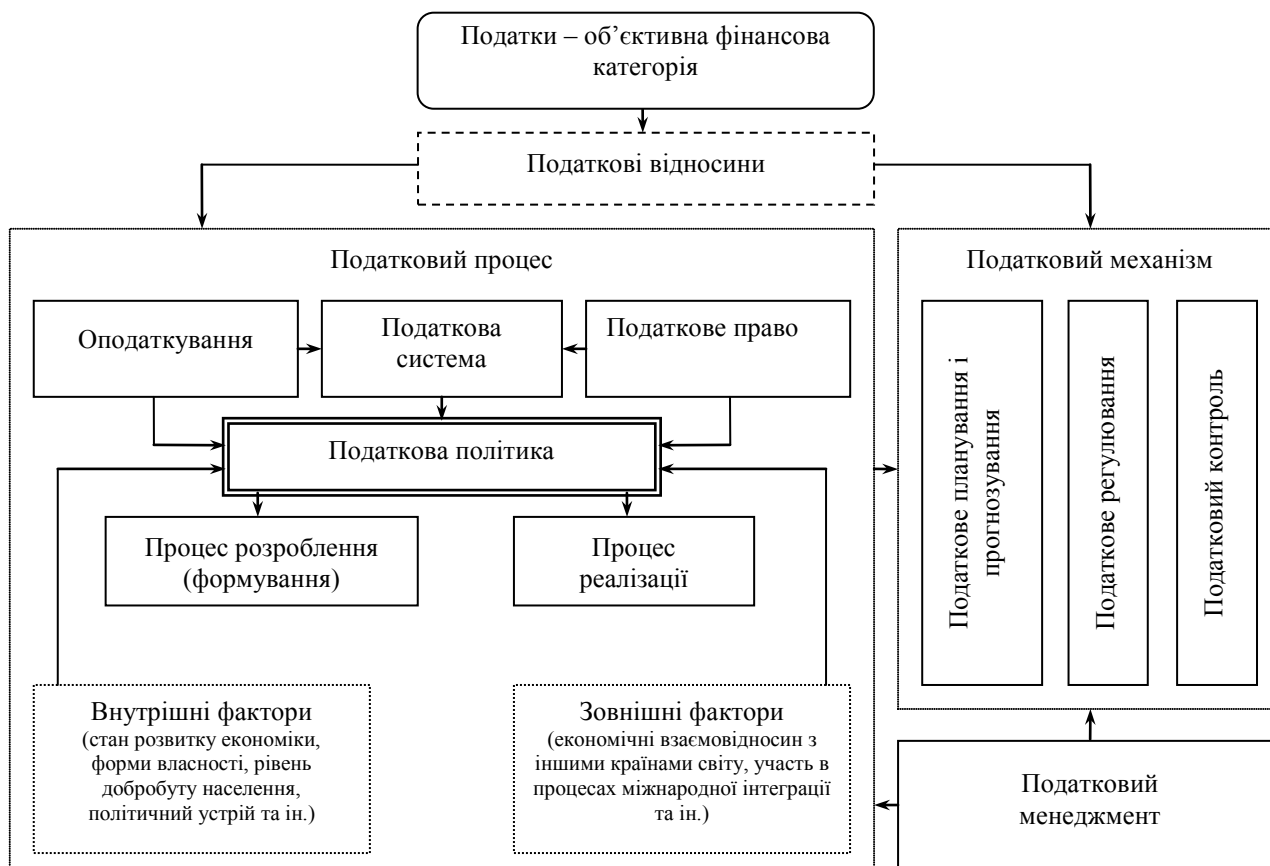 Податки – об’єктивна фінансова
категорія
Податкові відносини
Податковий процес
Оподаткування
Податкова
система
Податкове право
Податкова політика
Процес розроблення
(формування)
Процес
реалізації
Внутрішні фактори
(стан розвитку економіки,
форми власності, рівень
добробуту населення,
політичний устрій та ін.)
Зовнішні фактори
(економічні взаємовідносин з
іншими країнами світу, участь в
процесах міжнародної інтеграції
та ін.)
Податковий механізм
Податкове планування і
прогнозування
Податкове регулювання
Податковий контроль
Податковий
менеджмент